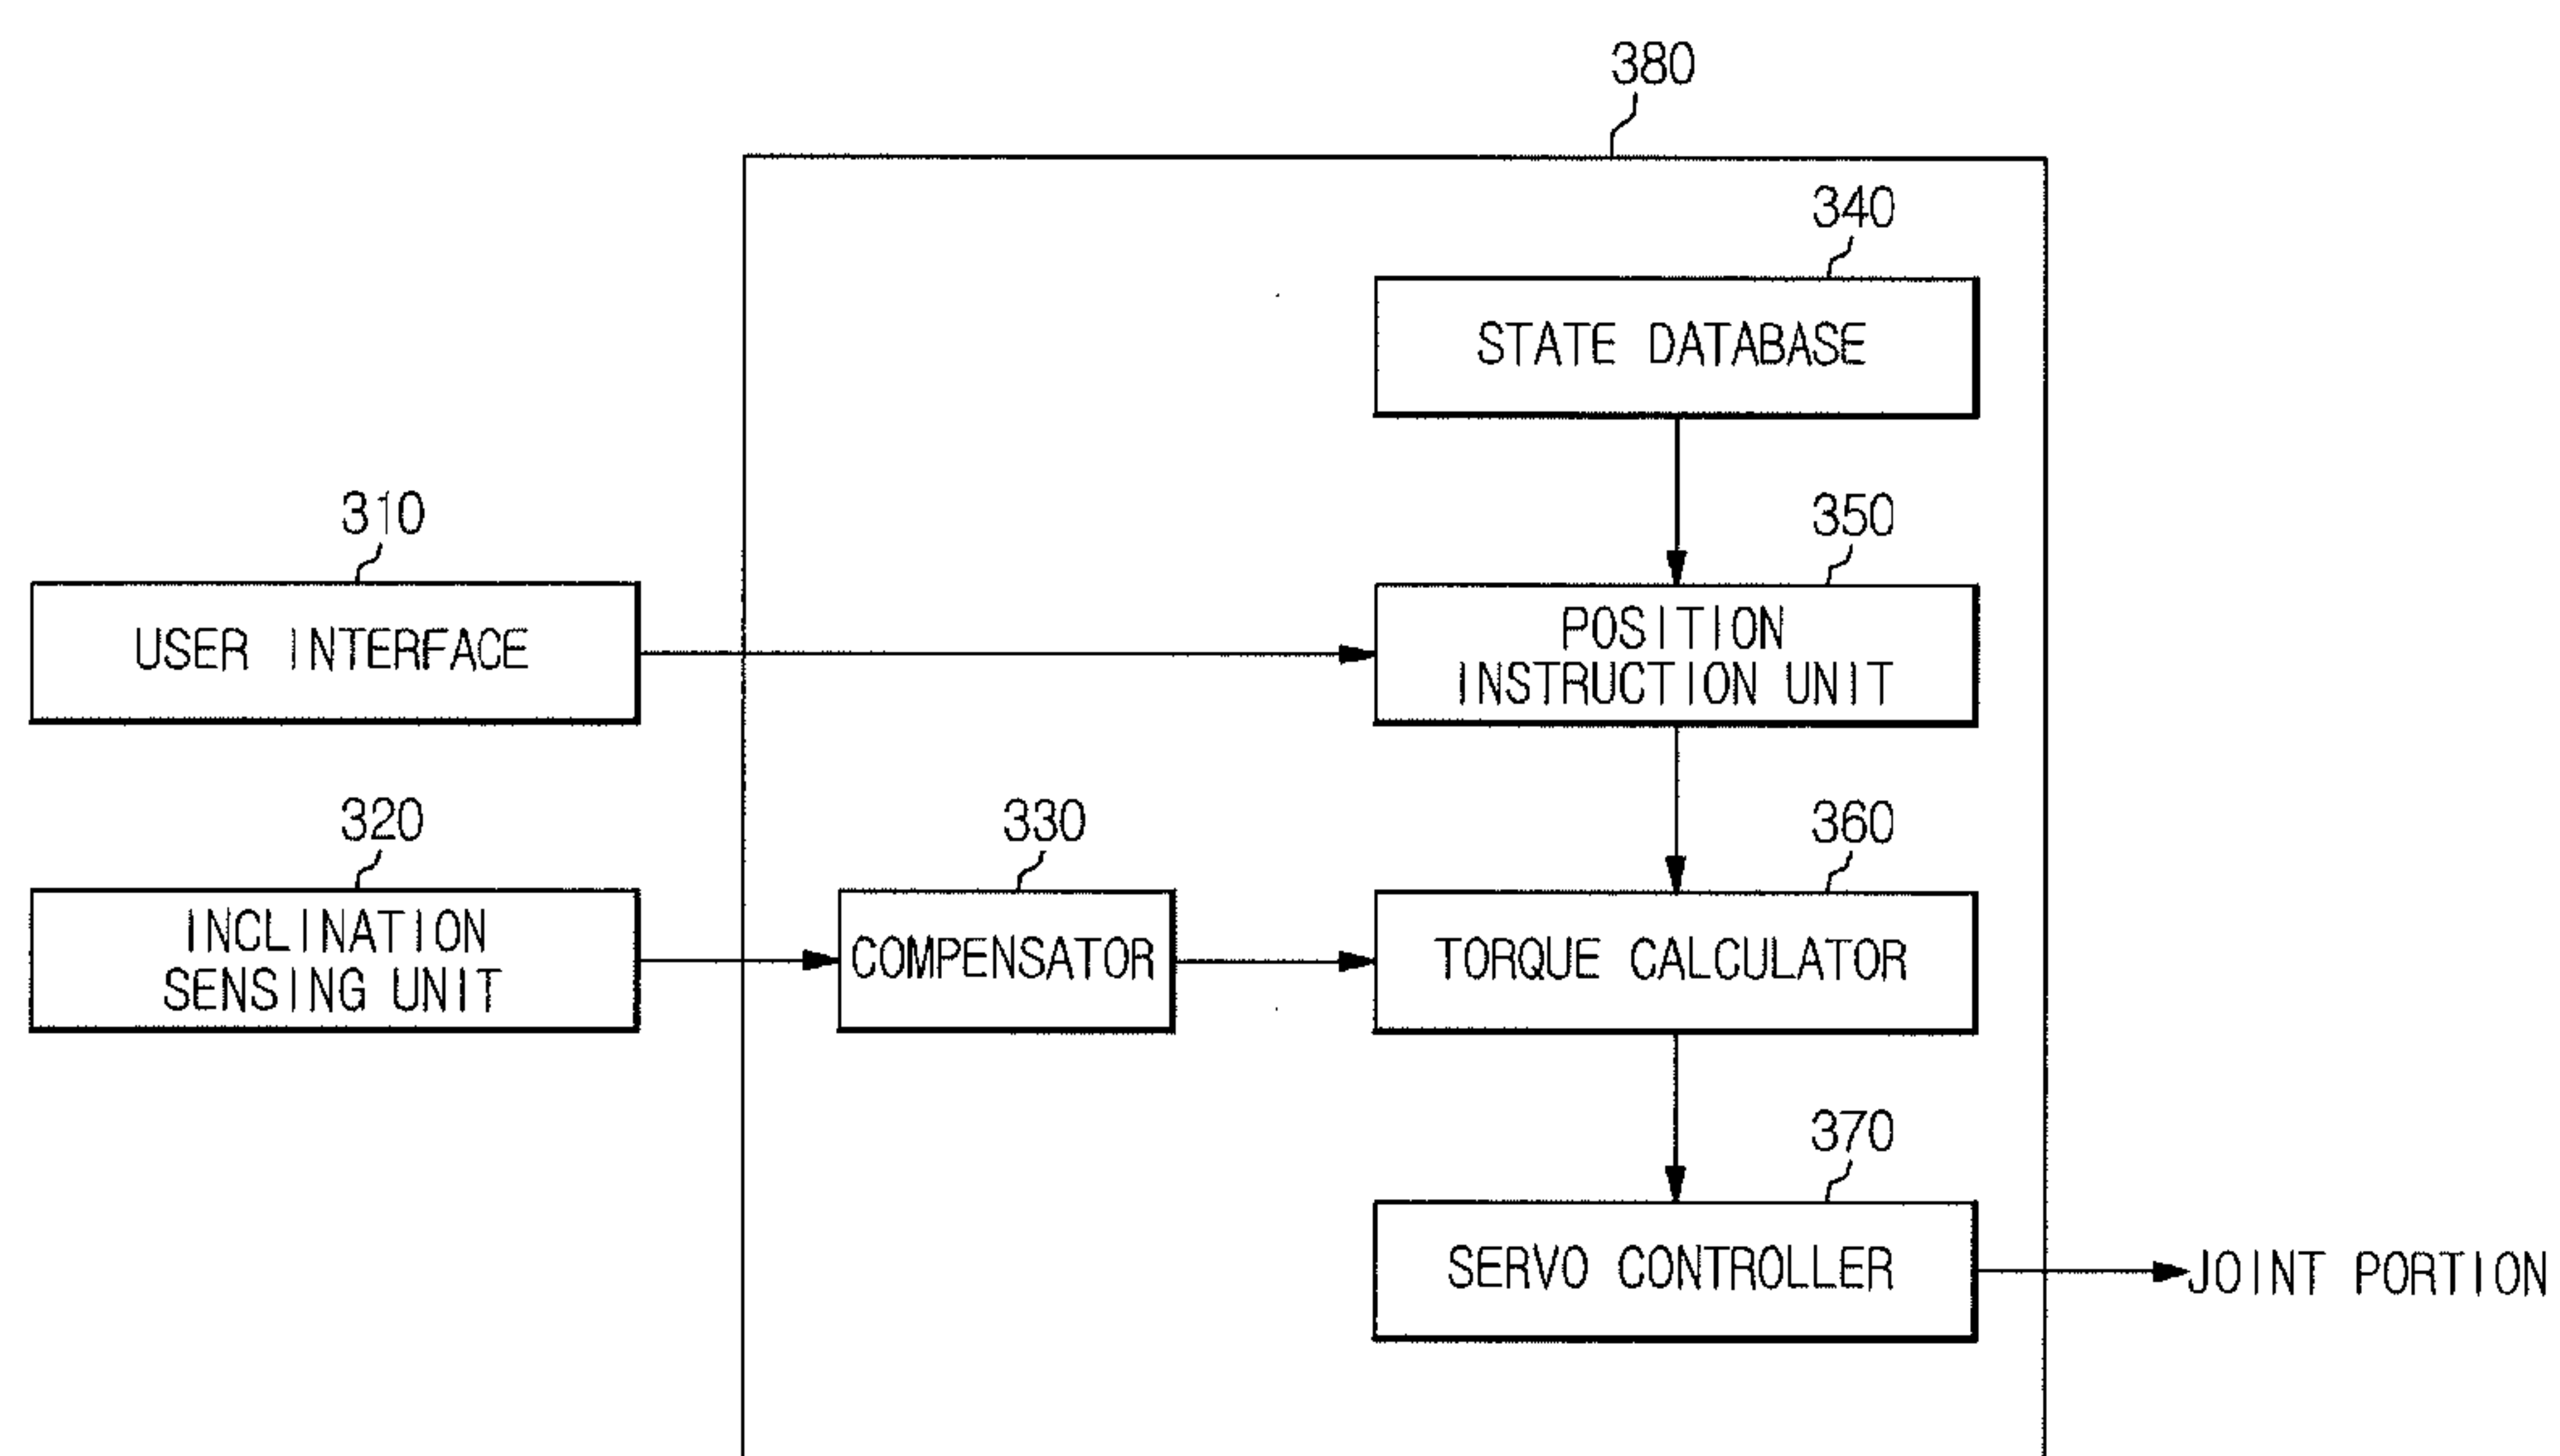 380
340
STATE DATABASE
310
350
USER INTERFACE
POSITION
INSTRUCTION UNIT
320
330
360
INCLINATION
SENSING UNIT
COMPENSATOR
TORQUE CALCULATOR
370
SERVO CONTROLLER
JOINT PORTION